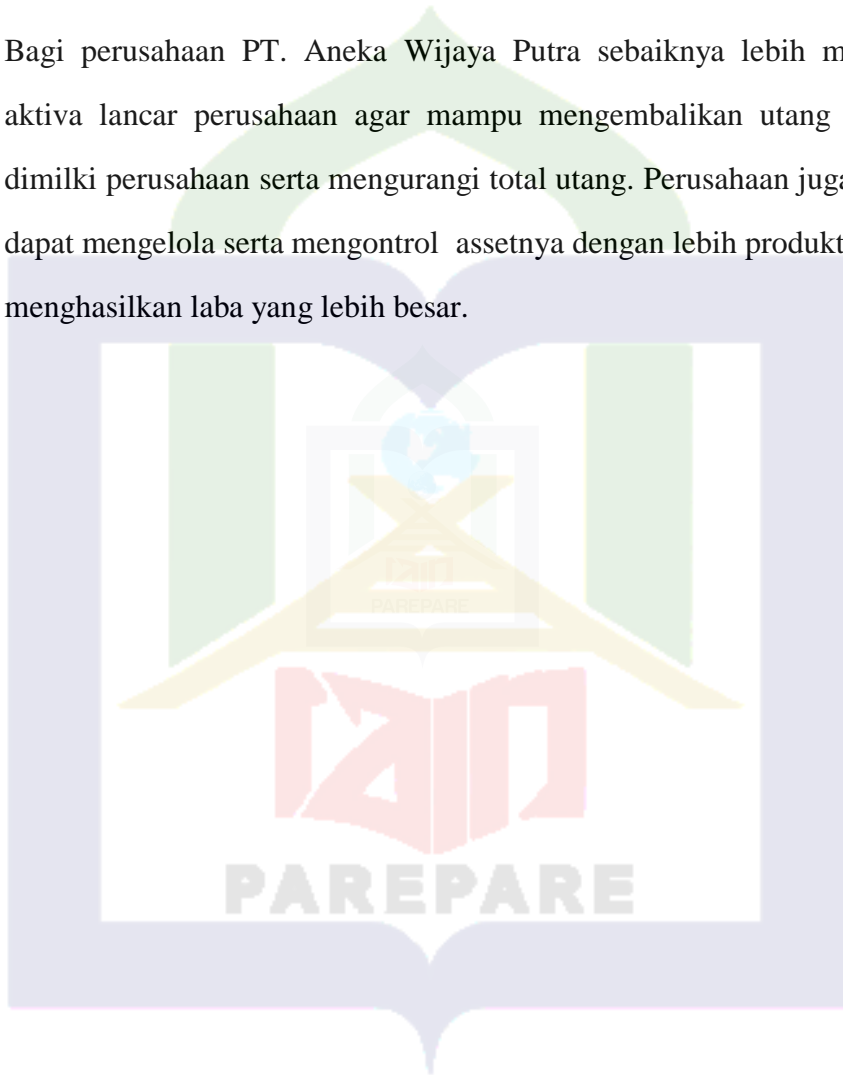 Bagi perusahaan PT. Aneka Wijaya Putra sebaiknya lebih m
aktiva lancar perusahaan agar mampu mengembalikan utang
dimilki perusahaan serta mengurangi total utang. Perusahaan juga
dapat mengelola serta mengontrol assetnya dengan lebih produkt
menghasilkan laba yang lebih besar.
PAREPARE
PAREPARE